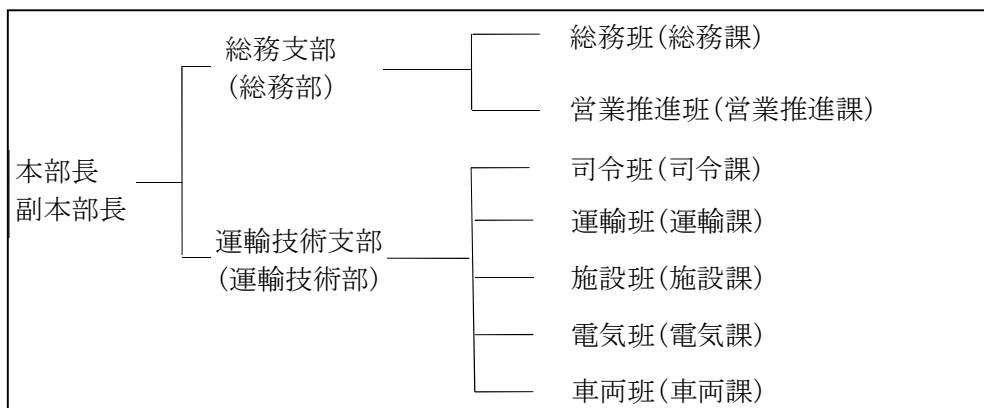 本部長
副本部長
総務支部
(総務部)
総務班(総務課)
営業推進班(営業推進課)
運輸技術支部
(運輸技術部)
司令班(司令課)
運輸班(運輸課)
施設班(施設課)
電気班(電気課)
車両班(車両課)